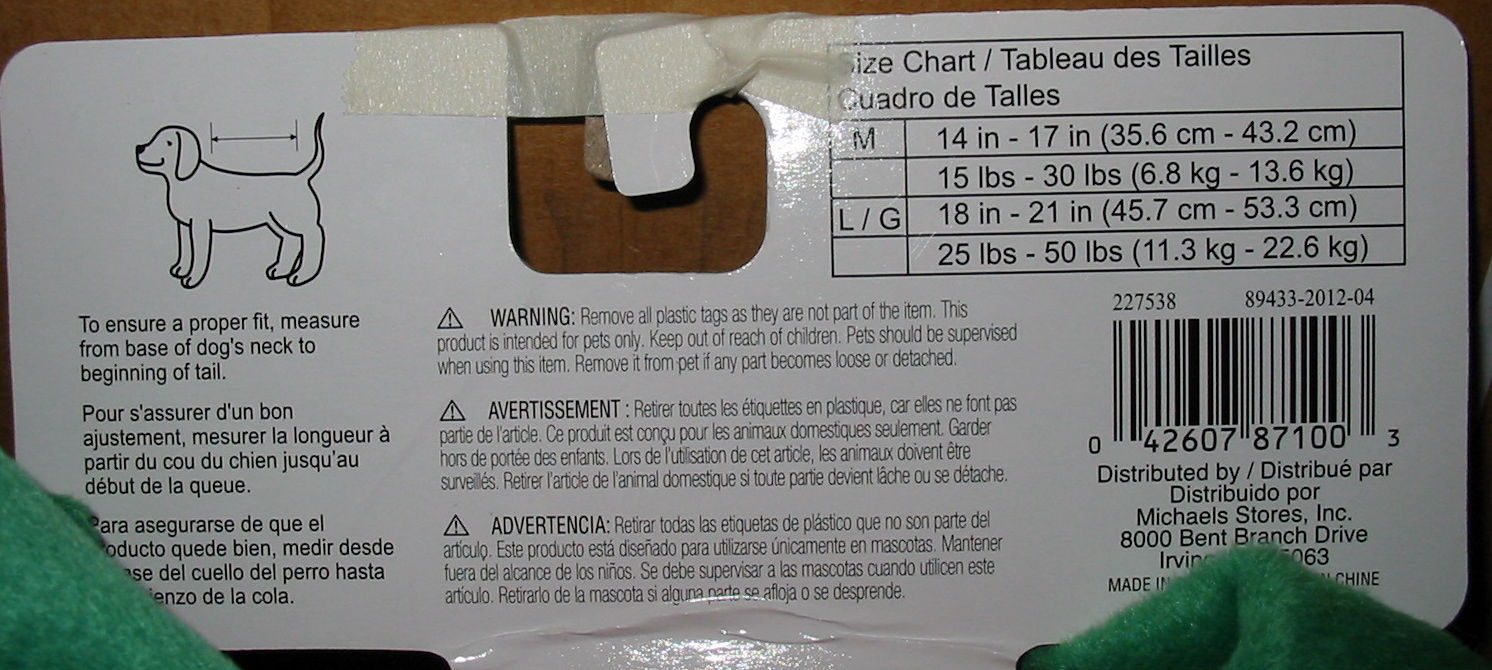 Size Chart / Tableau des Tailles
Quadro de Talles
M 14 in - 17 in (35.6 cm - 43.2 cm)
15 lbs - 30 lbs (6.8 kg - 13.6 kg)
L / G 18 in - 21 in (45.7 cm - 53.3 cm)
25 lbs - 50 lbs (11.3 kg - 22.6 kg)
To ensure a proper fit, measure
from base of dog's neck to
beginning of tail.
Pour s'assurer d'un bon
ajustement, mesurer la longueur à
partir du cou du chien jusqu'au
début de la queue.
Para asegurarse de que el
producto quede bien, medir desde
del cuello del perro hasta
de la cola.
WARNING: Remove all plastic tags as they are not part of the item. This
product is intended for pets only. Keep out of reach of children. Pets should be supervised
when using this item. Remove it from pet if any part becomes loose or detached.
AVERTISSEMENT : Retirer toutes les étiquettes en plastique, car elles ne font pas
partie de l'article. Ce produit est conçu pour les animaux domestiques seulement. Garder
hors de portée des enfants. Lors de l'utilisation de cet article, les animaux doivent être
surveillés. Retirer l'article de l'animal domestique si toute partie devient lâche ou se détache.
ADVERTENCIA: Retirar todas las etiquetas de plástico que no son parte del
artículo. Este producto está diseñado para utilizarse únicamente en mascotas. Mantener
fuera del alcance de los niños. Se debe supervisar a las mascotas cuando utilicen este
artículo. Retirarlo de la mascota si alguna parte se afloja o se desprende.
227538 89433-2012-04
0 42607 87100 3
Distributed by / Distribué par
Distribuido por
Michaels Stores, Inc.
8000 Bent Branch Drive
MADE IN CHINE